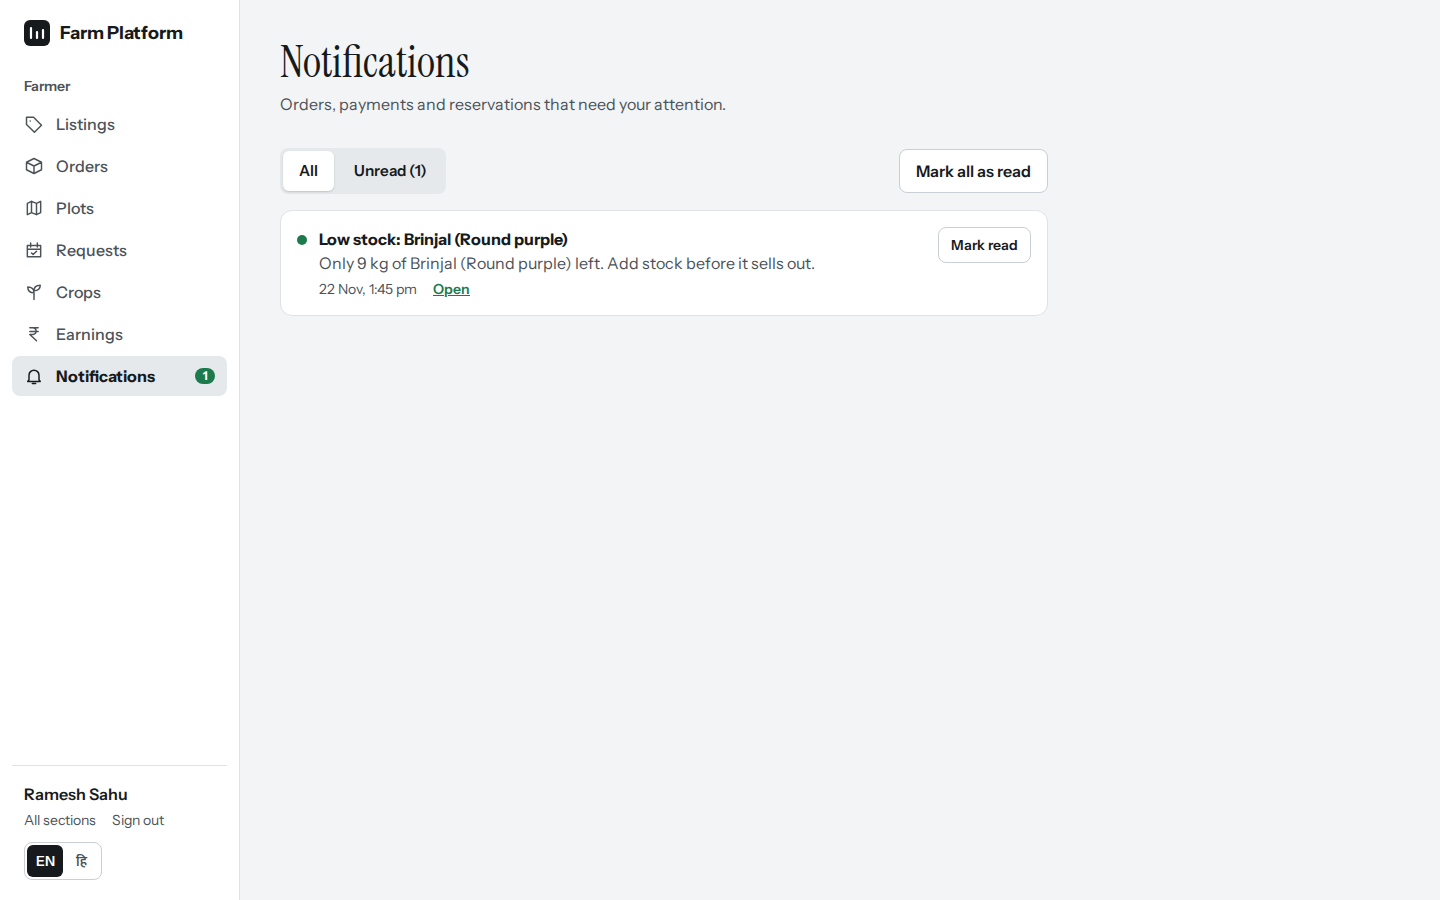 Farm Platform
Farmer
Listings
Orders
Plots
Requests
Crops
Earnings
Notifications 1
Ramesh Sahu
All sections Sign out
EN हि
Notifications
Orders, payments and reservations that need your attention.
All Unread (1) Mark all as read
Low stock: Brinjal (Round purple) Mark read
Only 9 kg of Brinjal (Round purple) left. Add stock before it sells out.
22 Nov, 1:45 pm Open